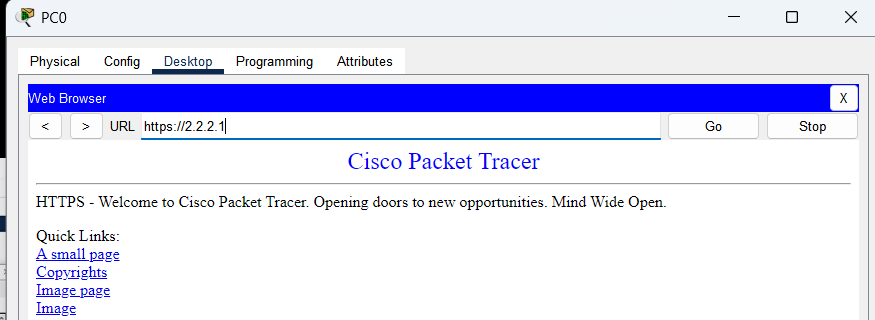 PC0
Physical Config Desktop Programming Attributes
Web Browser X
< > URL https://2.2.2.1 Go Stop
Cisco Packet Tracer
HTTPS - Welcome to Cisco Packet Tracer. Opening doors to new opportunities. Mind Wide Open.
Quick Links:
A small page
Copyrights
Image page
Image